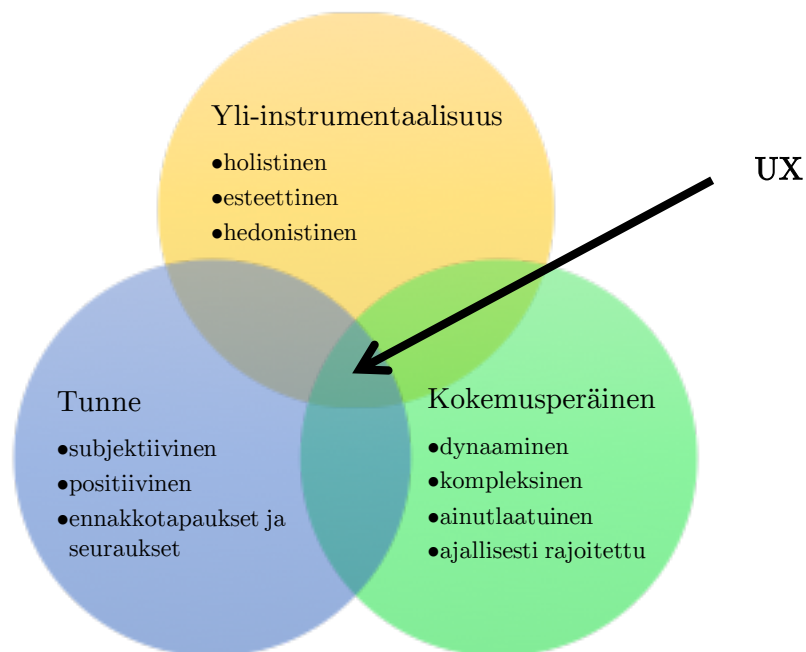 Yli-instrumentaalisuus
•holistinen
•esteettinen
•hedonistinen
UX
Tunne
•subjektiivinen
•positiivinen
•ennakkotapaukset ja
seuraukset
Kokemusperäinen
•dynaaminen
•kompleksinen
•ainutlaatuinen
•ajallisesti rajoitettu